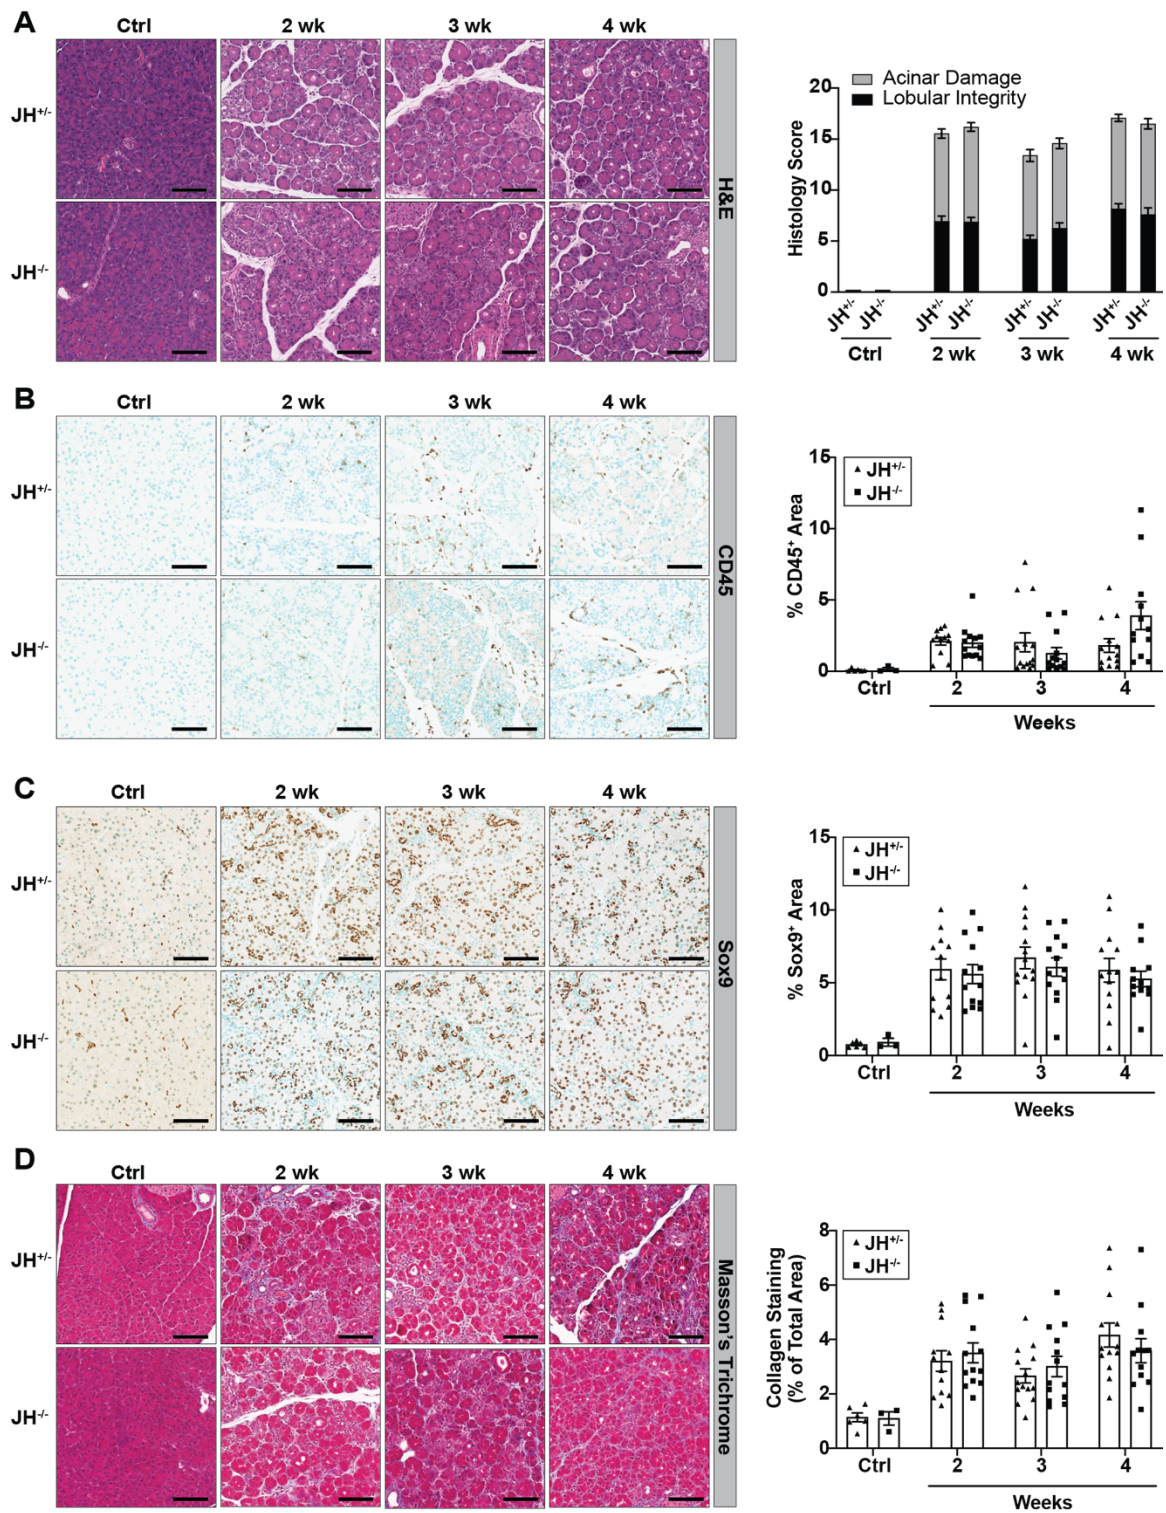 A
Ctrl 2 wk 3 wk 4 wk
JH+/-
JH-/-
H&E
Histology Score
20
15
10
5
0
Acinar Damage
Lobular Integrity
JH+/- JH-/- JH+/- JH-/- JH+/- JH-/- JH+/- JH-/-
Ctrl 2 wk 3 wk 4 wk
B
Ctrl 2 wk 3 wk 4 wk
JH+/-
JH-/-
CD45
% CD45+ Area
15
10
5
0
JH+/-
JH-/-
Ctrl 2 3 4
Weeks
C
Ctrl 2 wk 3 wk 4 wk
JH+/-
JH-/-
Sox9
% Sox9+ Area
15
10
5
0
JH+/-
JH-/-
Ctrl 2 3 4
Weeks
D
Ctrl 2 wk 3 wk 4 wk
JH+/-
JH-/-
Masson's Trichrome
Collagen Staining
(% of Total Area)
8
6
4
2
0
JH+/-
JH-/-
Ctrl 2 3 4
Weeks